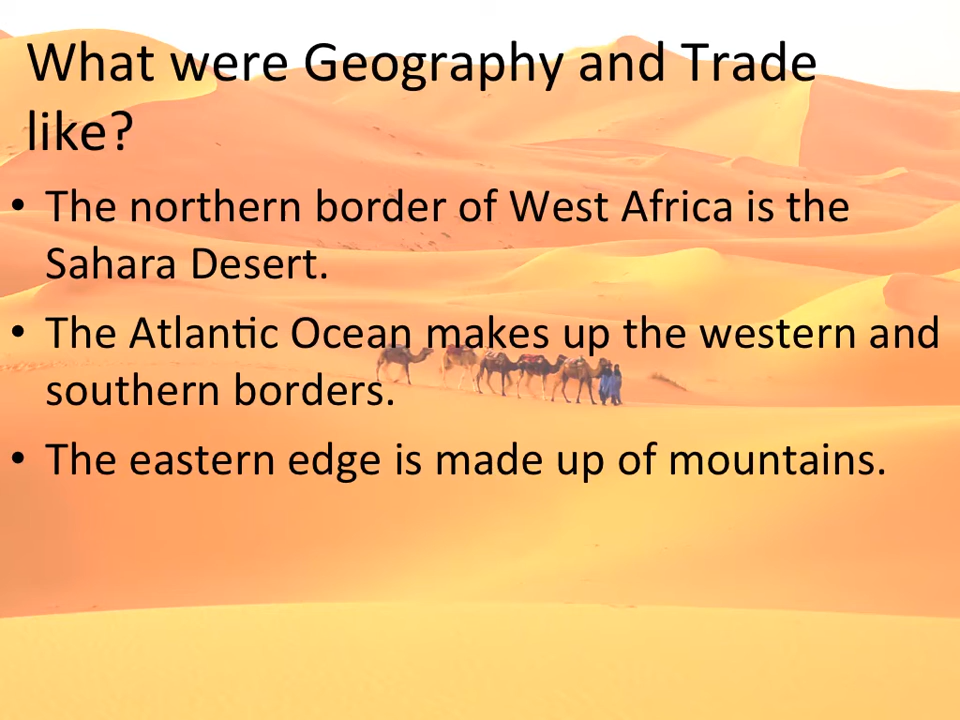 What were Geography and Trade
like?
• The northern border of West Africa is the
Sahara Desert.
• The Atlantic Ocean makes up the western and
southern borders.
• The eastern edge is made up of mountains.